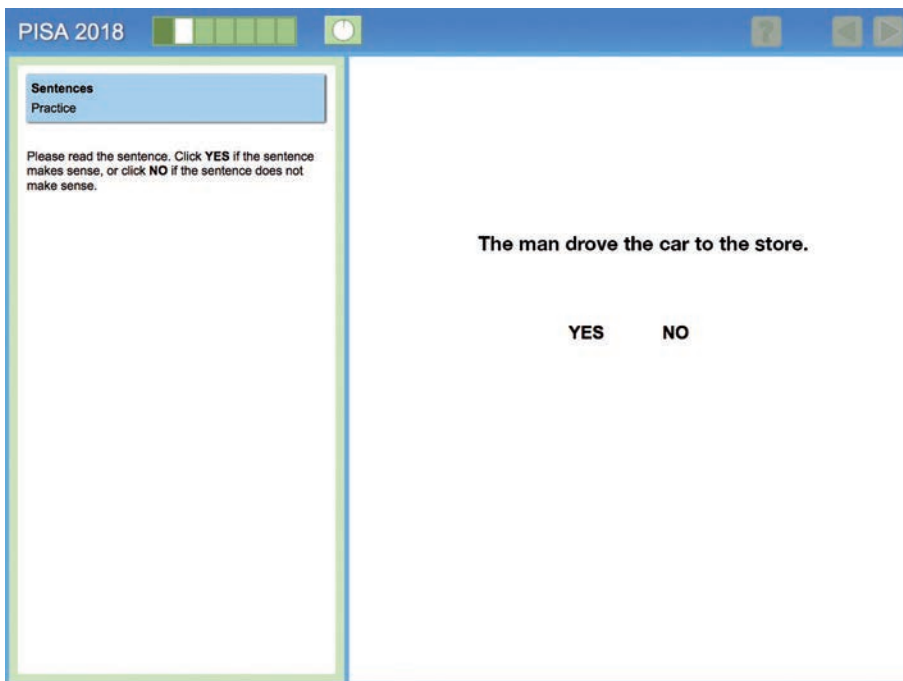 PISA 2018
?
Sentences
Practice
Please read the sentence. Click YES if the sentence
makes sense, or click NO if the sentence does not
make sense.
The man drove the car to the store.
YES NO